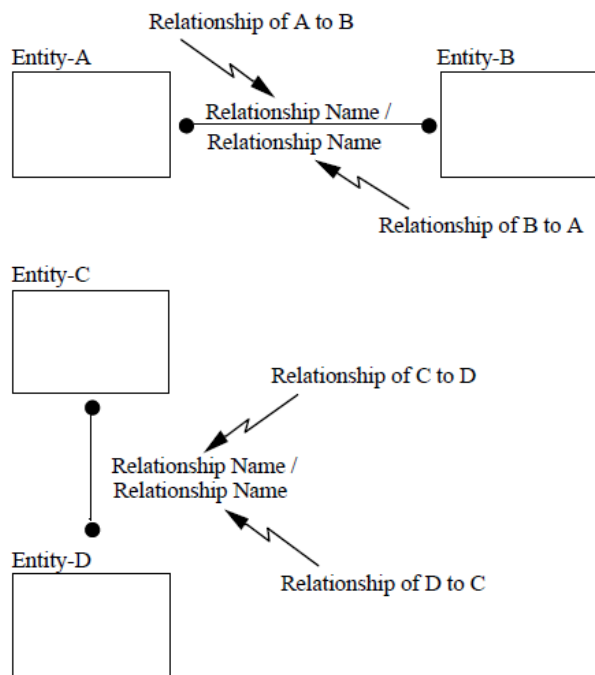 Relationship of A to B
Entity-A
Entity-B
Relationship Name /
Relationship Name
Relationship of B to A
Entity-C
Relationship of C to D
Relationship Name /
Relationship Name
Entity-D
Relationship of D to C